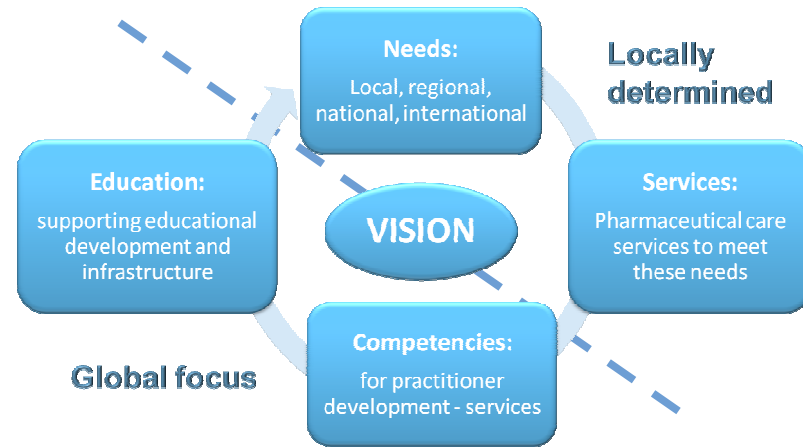 Needs:
Local, regional,
national, international
Locally
determined
Education:
supporting educational
development and
infrastructure
VISION
Services:
Pharmaceutical care
services to meet
these needs
Competencies:
for practitioner
development - services
Global focus